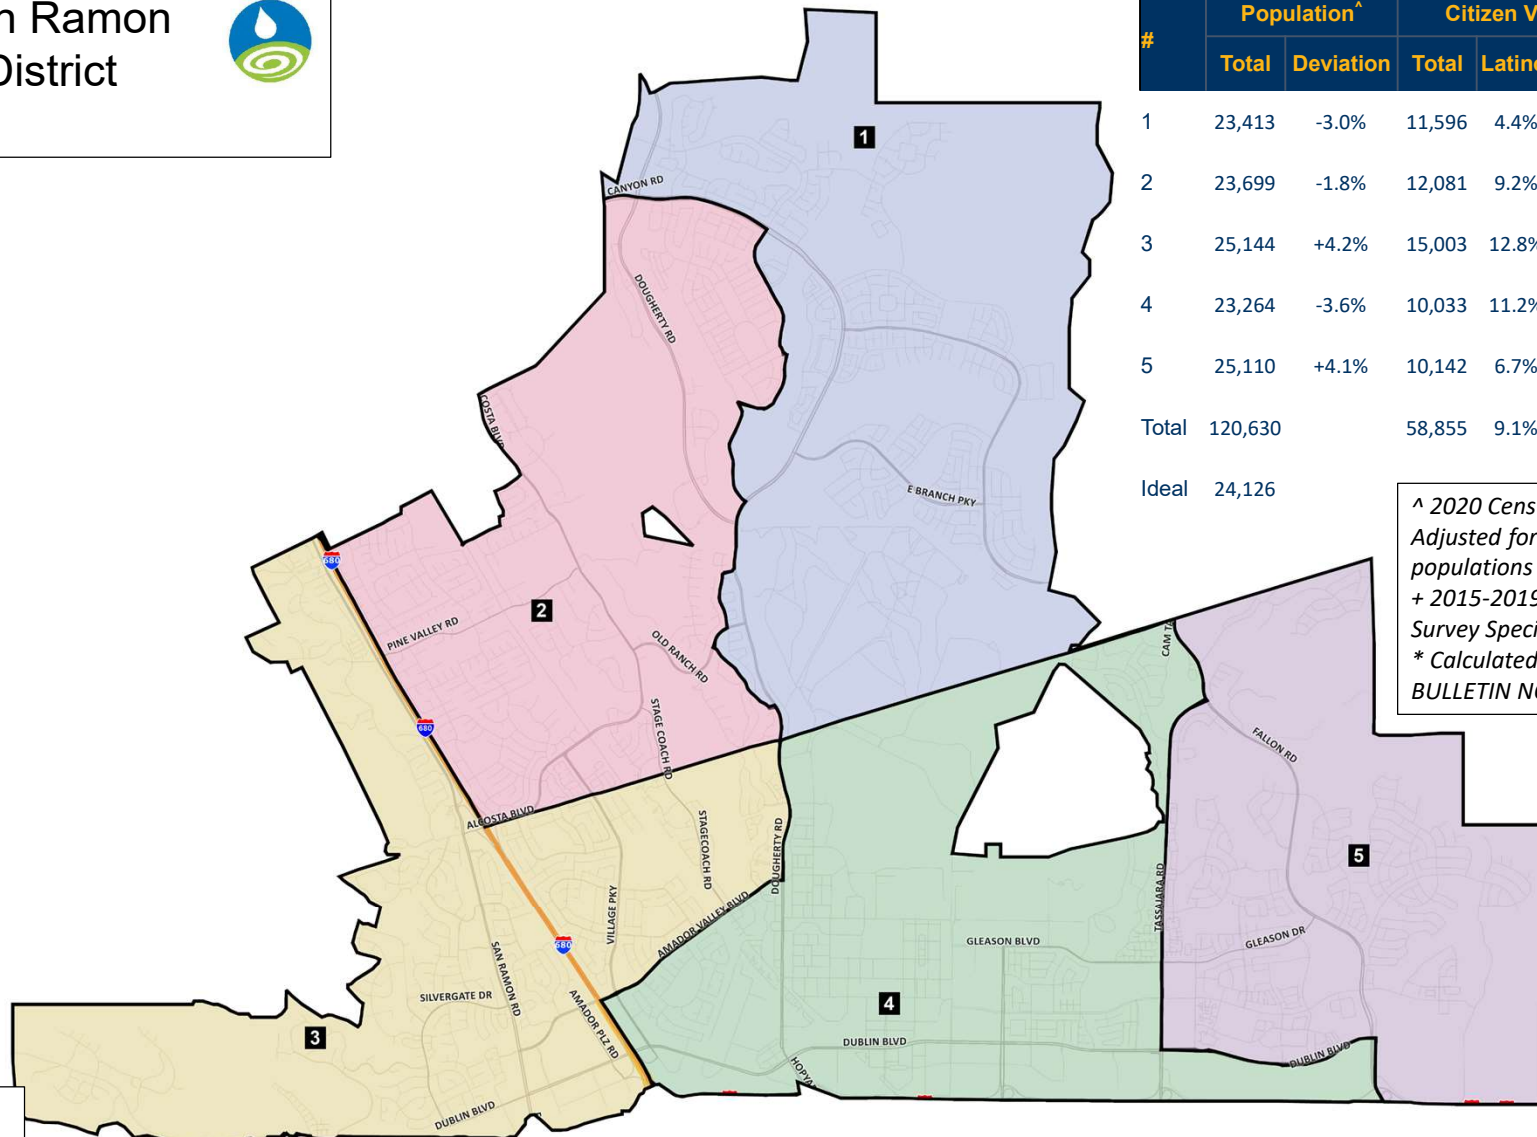 n Ramon
District
# Population^ Citizen V
Total Deviation Total Latino
1 23,413 -3.0% 11,596 4.4%
2 23,699 -1.8% 12,081 9.2%
3 25,144 +4.2% 15,003 12.8%
4 23,264 -3.6% 10,033 11.2%
5 25,110 +4.1% 10,142 6.7%
Total 120,630 58,855 9.1%
Ideal 24,126
^ 2020 Cens
Adjusted for
populations
+ 2015-2019
Survey Speci
* Calculated
BULLETIN NO
1
CANYON RD
DOUGHERTY RD
COSTA BLVD
E BRANCH PKY
680
2
PINE VALLEY RD
OLD RANCH RD
CAM TA
680
STAGE COACH RD
FALLON RD
ALCOSTA BLVD
STAGECOACH RD
DOUGHERTY RD
5
VILLAGE PKY
AMADOR VALLEY BLVD
TASSAJARA RD
680
GLEASON BLVD
GLEASON DR
SAN RAMON RD
SILVERGATE DR
AMADOR PLZ RD
4
3
DUBLIN BLVD
DUBLIN BLVD
HOPYA
DUBLIN BLVD